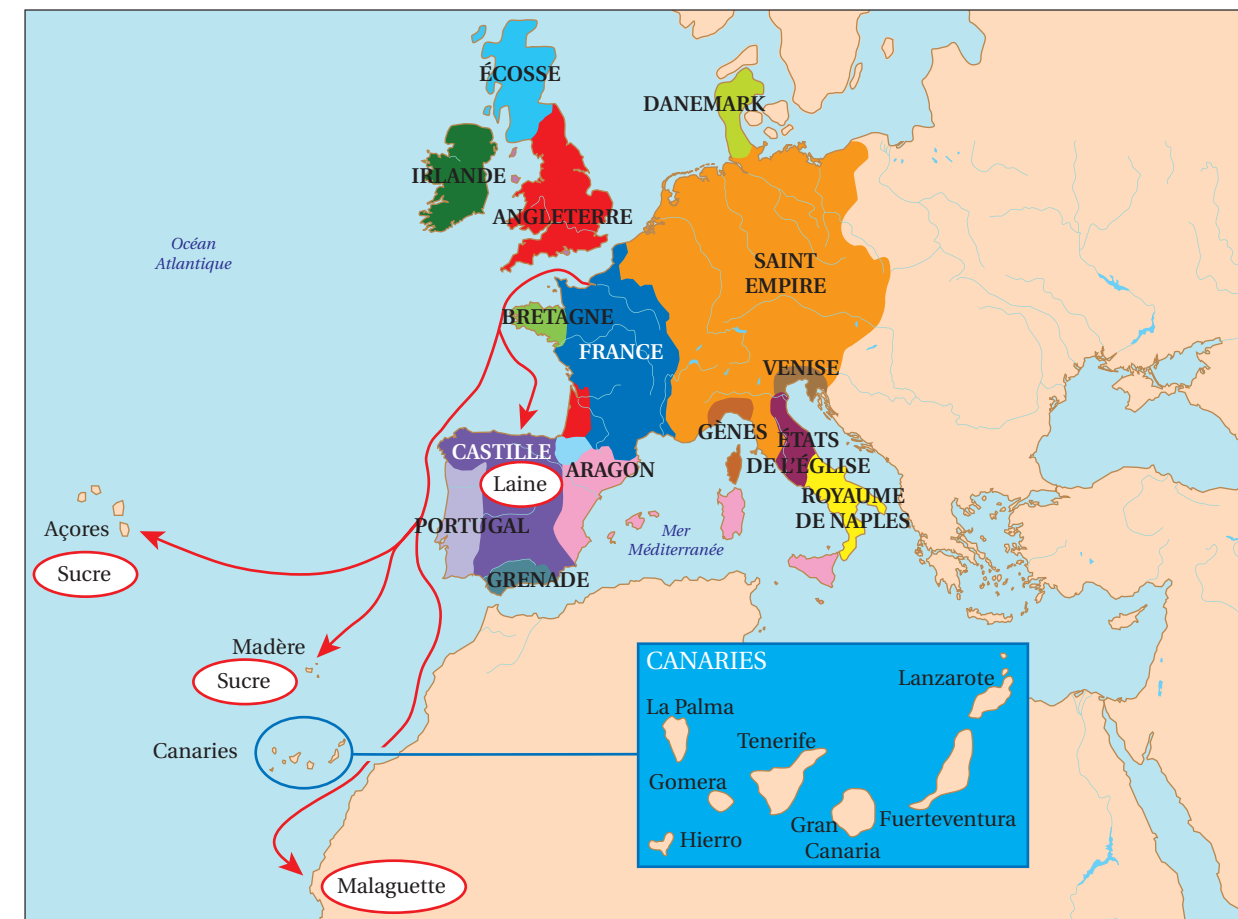 ÉCOSSE
DANEMARK
IRLANDE
ANGLETERRE
Océan
Atlantique
SAINT
EMPIRE
BRETAGNE
FRANCE
VENISE
GÈNES
ÉTATS
DE L'ÉGLISE
CASTILLE
ARAGON
Laine
ROYAUME
DE NAPLES
PORTUGAL
Mer
Méditerranée
Açores
Sucre
GRENADE
Madère
Sucre
Canaries
CANARIES
Lanzarote
La Palma
Tenerife
Gomera
Hierro
Gran
Canaria
Fuerteventura
Malaguette